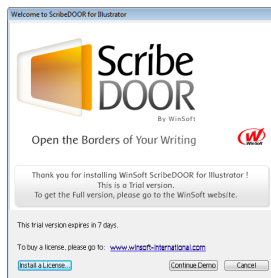 Welcome to ScribeDOOR for Illustrator
Scribe
DOOR
By WinSoft
Open the Borders of Your Writing
WinSoft
Thank you for installing WinSoft ScribeDOOR for Illustrator !
This is a Trial version.
To get the Full version, please go to the WinSoft website.
This trial version expires in 7 days.
To buy a license, please go to: www.winsoft-international.com
Install a License... Continue Demo Cancel